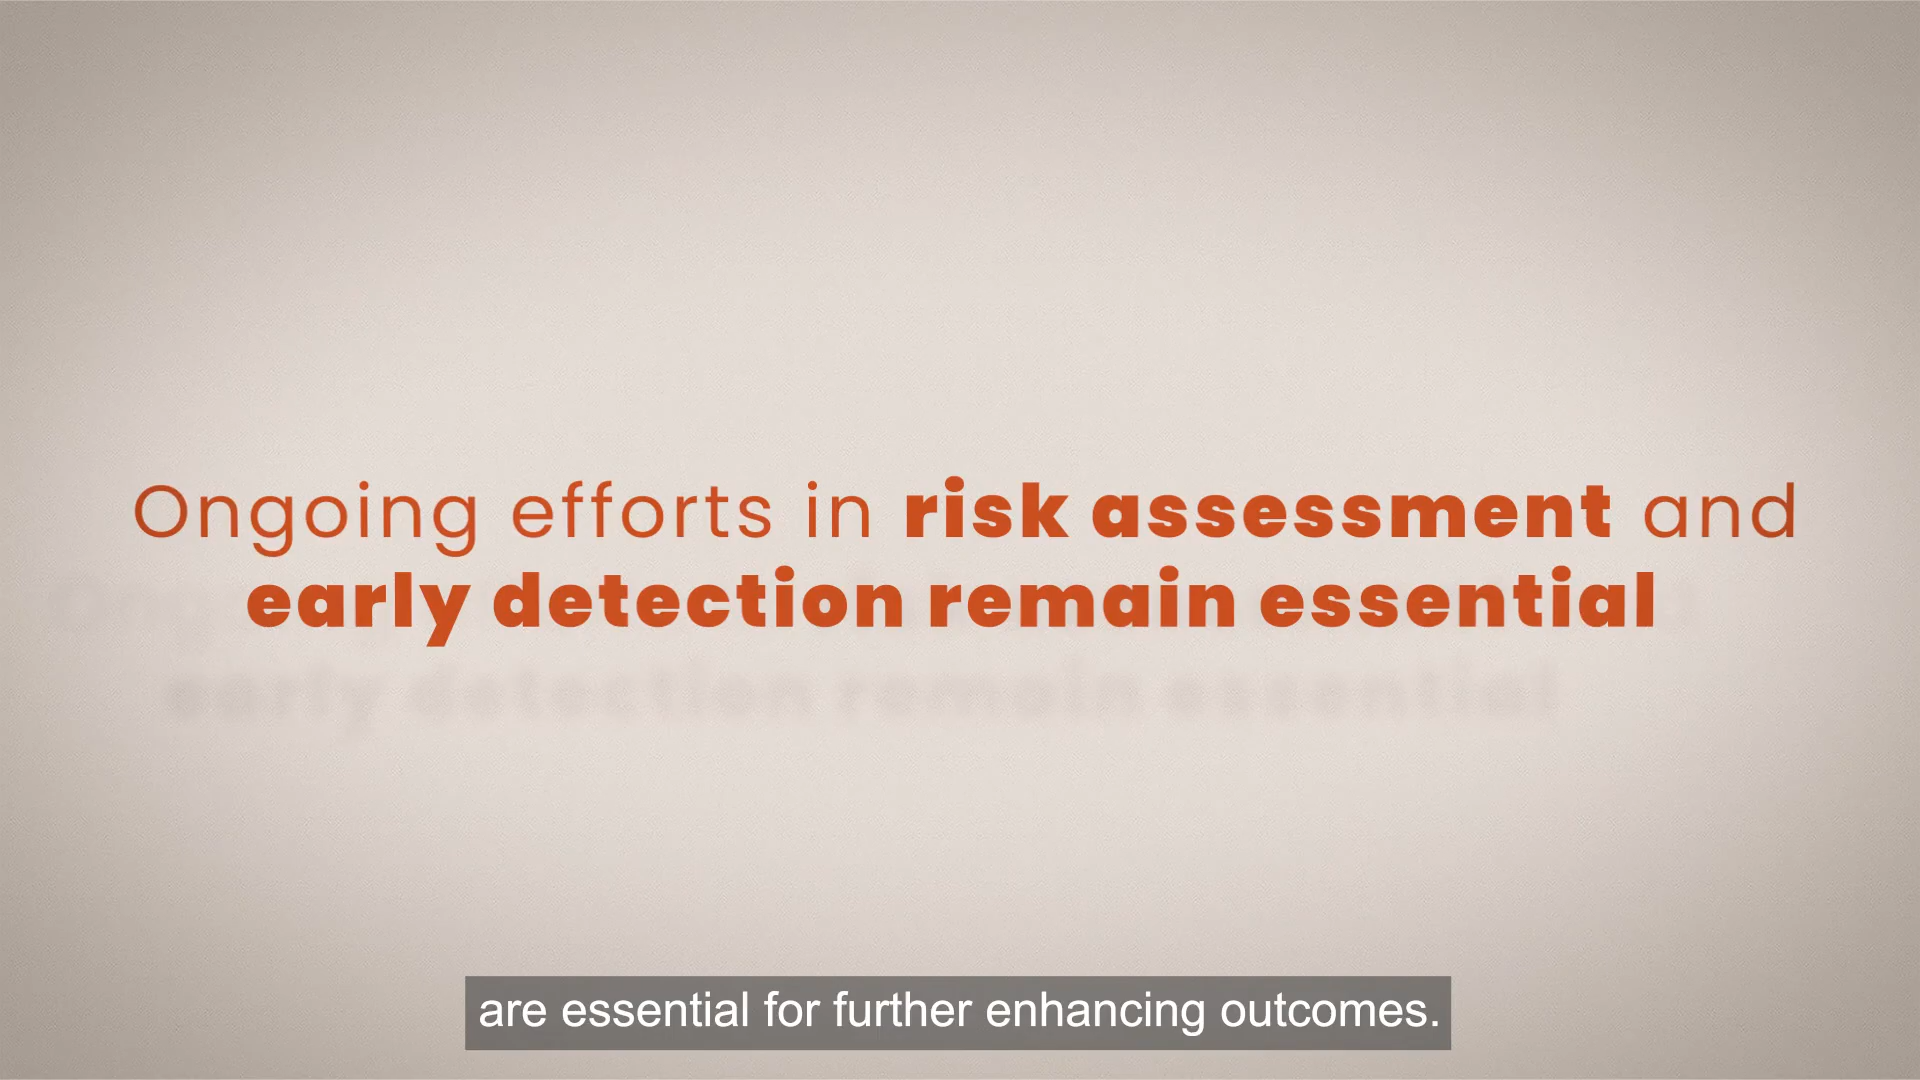 Ongoing efforts in risk assessment and
early detection remain essential
are essential for further enhancing outcomes.